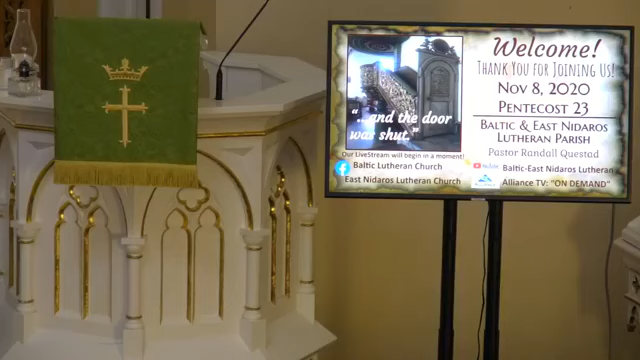 Welcome!
THANK YOU FOR JOINING US!
NOV 8, 2020
PENTECOST 23
BALTIC & EAST NIDAROS
LUTHERAN PARISH
Pastor Randall Questad
"...and the door
was shut."
Our LiveStream will begin in a moment!
Baltic Lutheran Church
East Nidaros Lutheran Church
YouTube
Baltic-East Nidaros Lutheran
Alliance TV: "ON DEMAND"